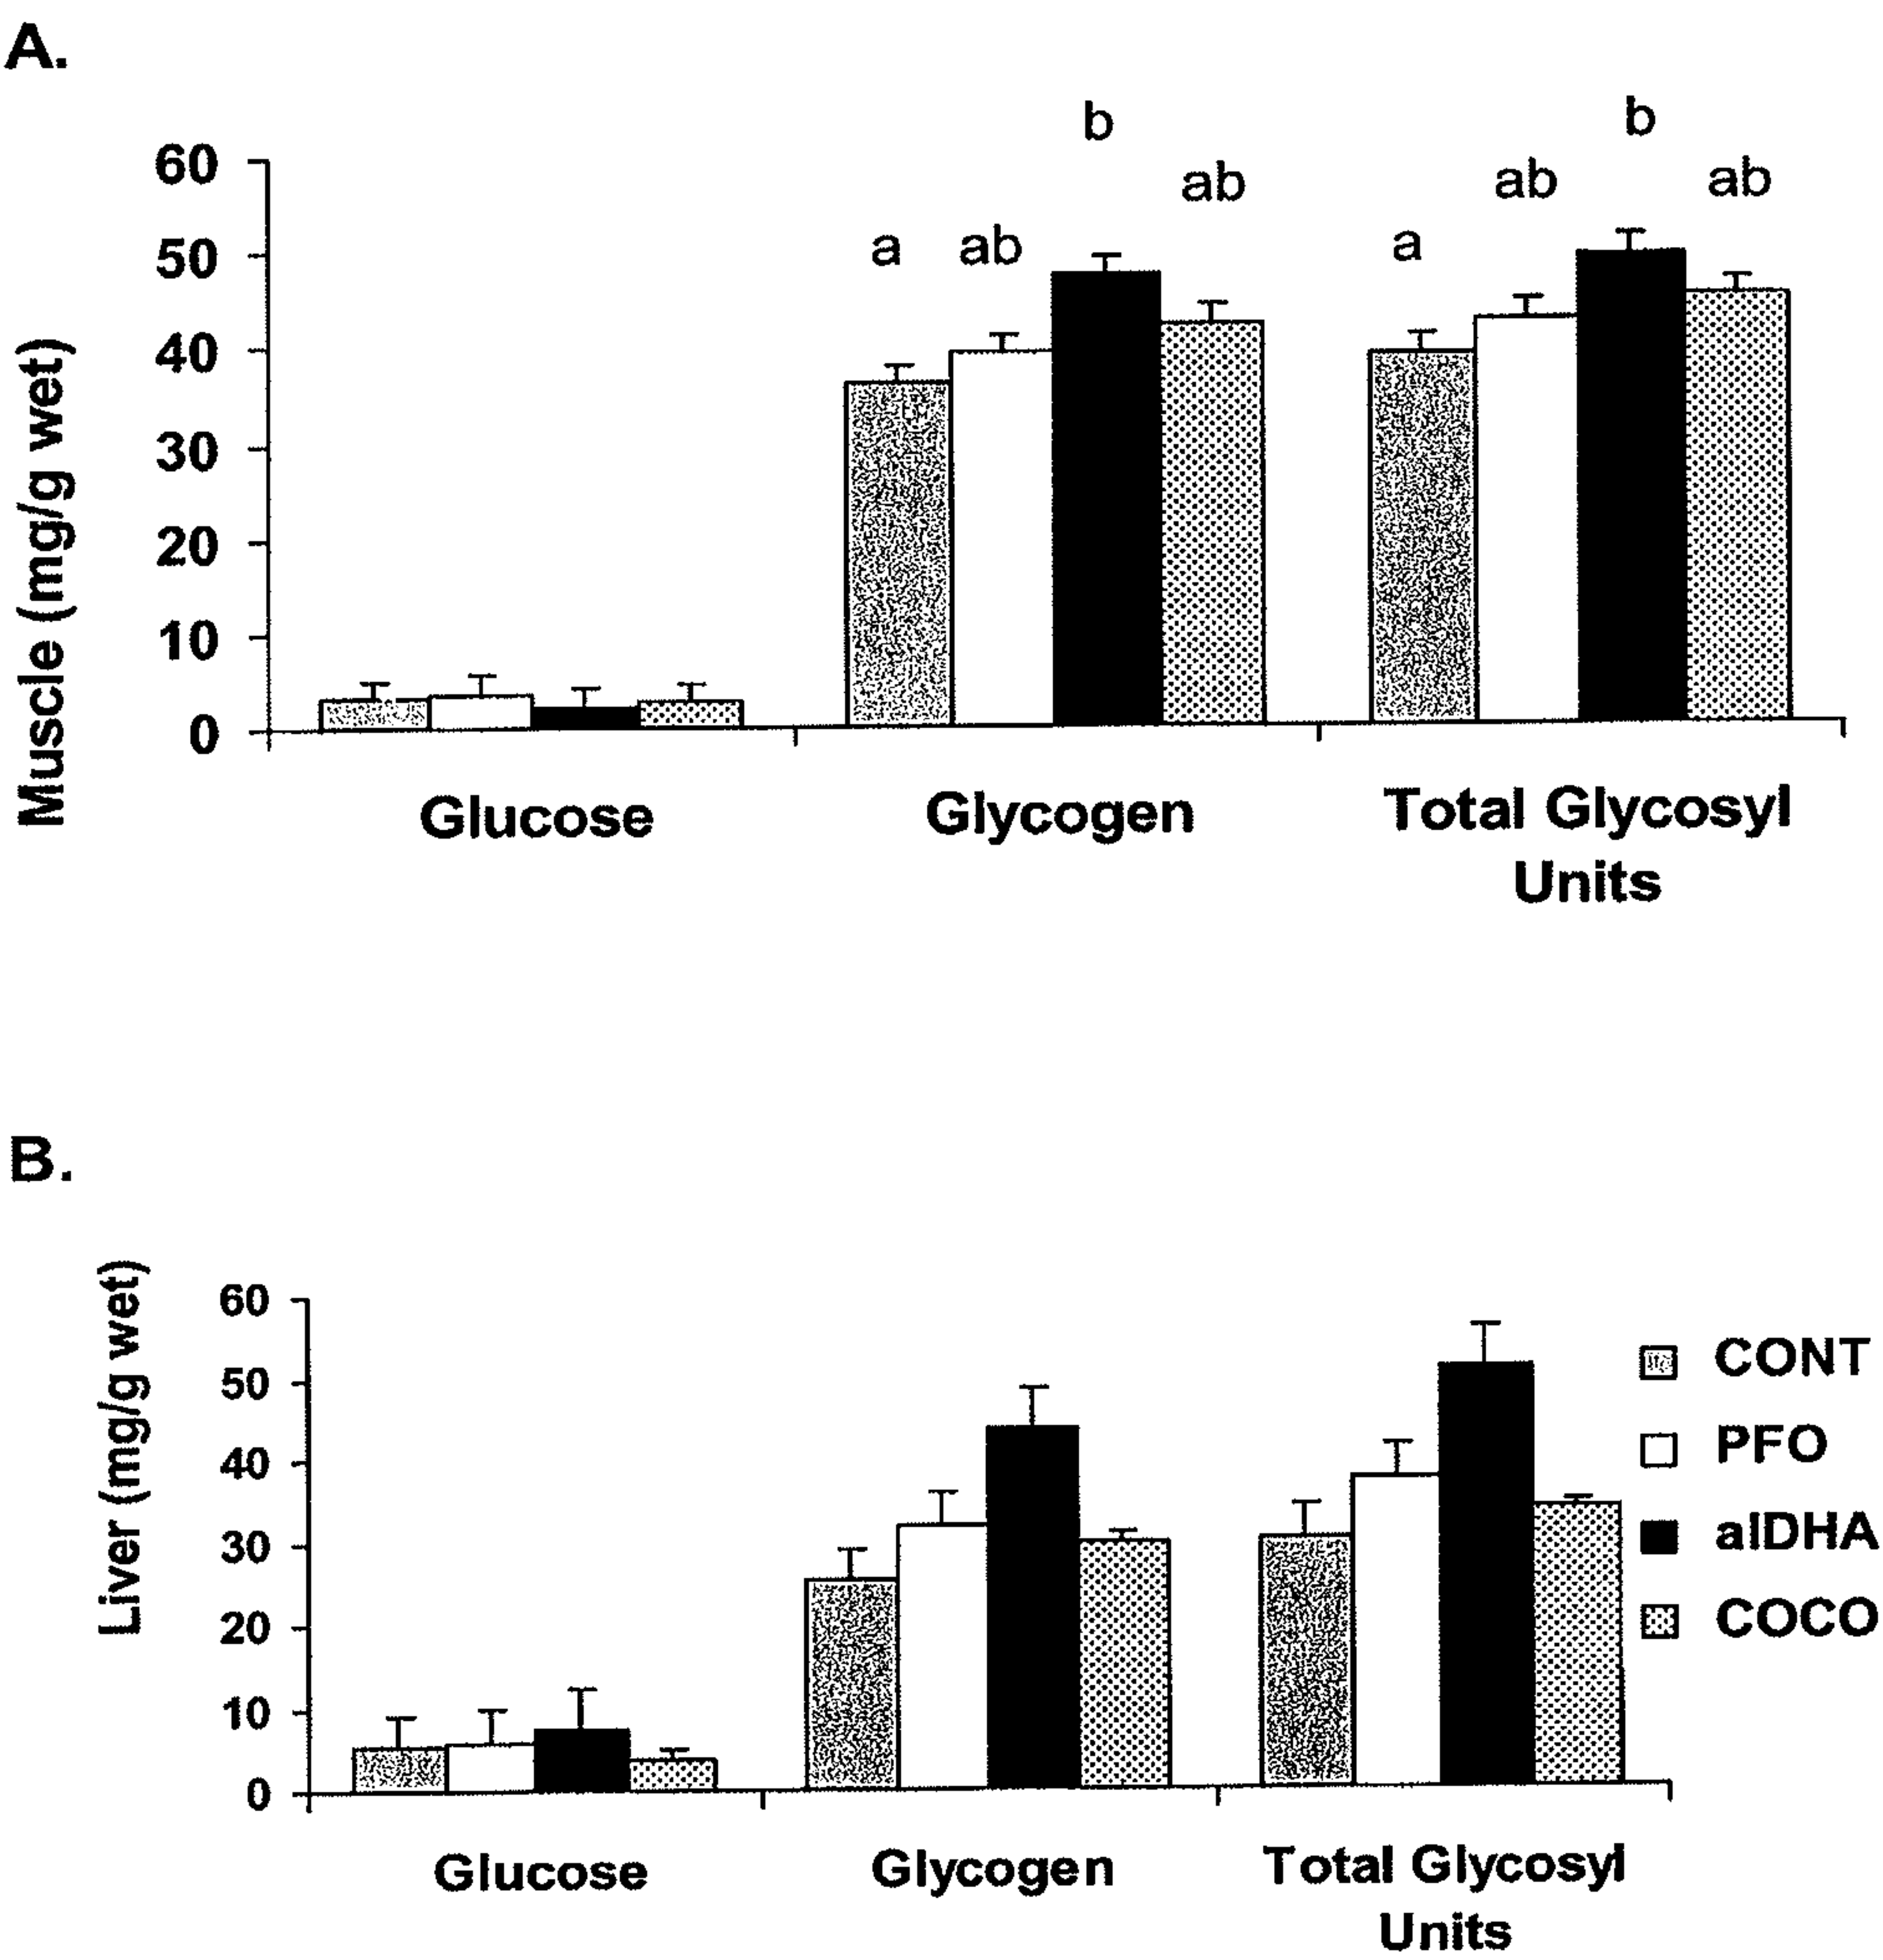 A.
b b
ab ab ab
a ab a
60
50
40
30
20
10
0
Muscle (mg/g wet)
Glucose Glycogen Total Glycosyl
Units
B.
60
50
40
30
20
10
0
Liver (mg/g wet)
CONT
PFO
alDHA
COCO
Glucose Glycogen Total Glycosyl
Units